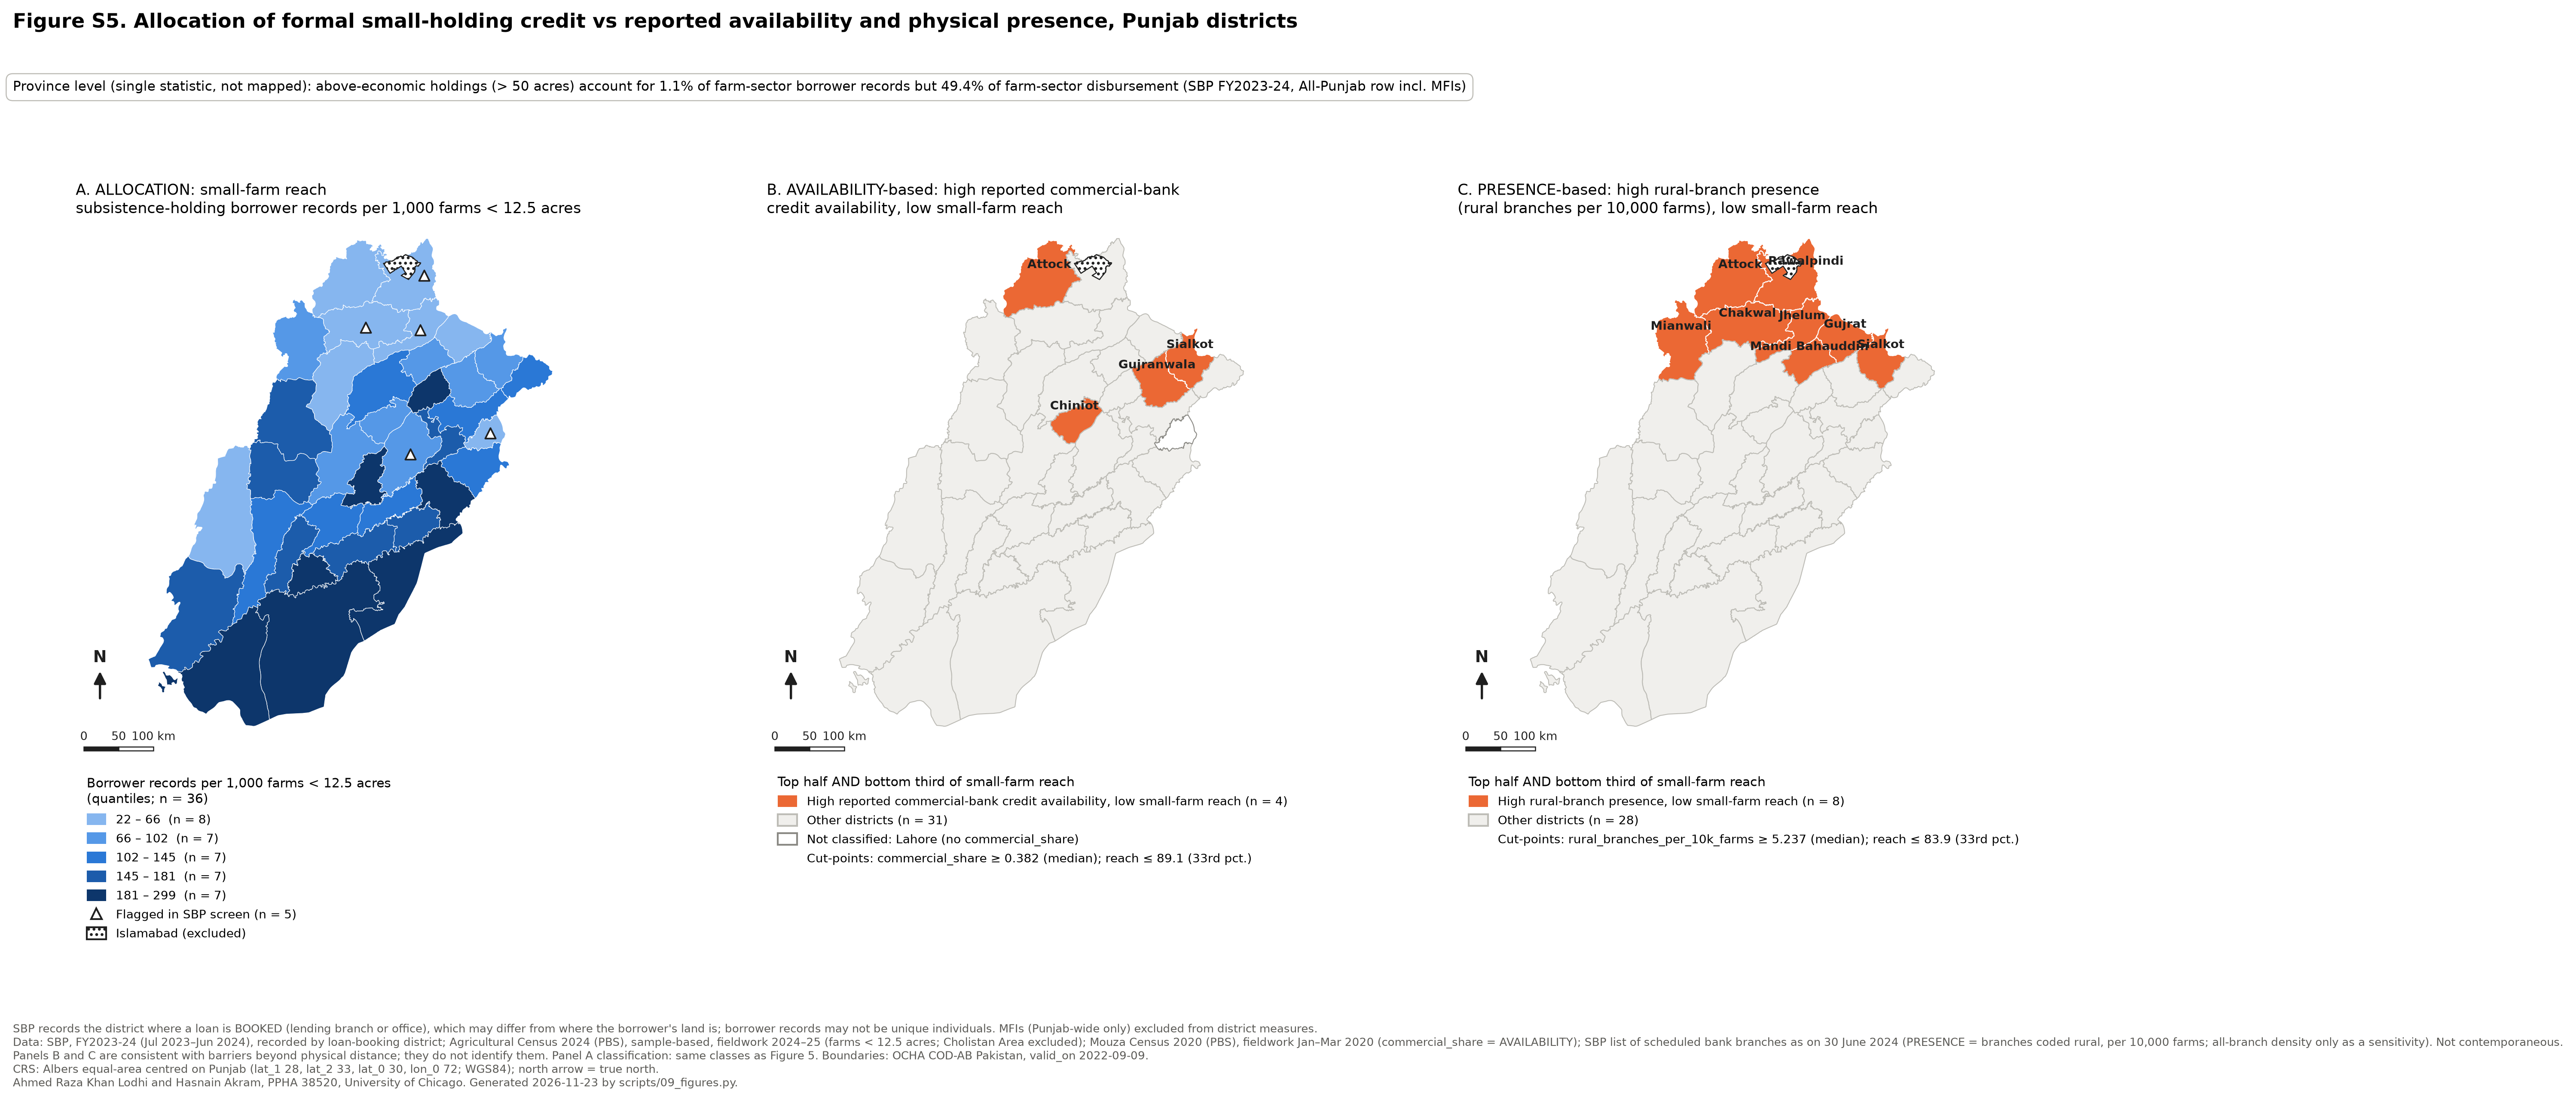 Figure S5. Allocation of formal small-holding credit vs reported availability and physical presence, Punjab districts
Province level (single statistic, not mapped): above-economic holdings (> 50 acres) account for 1.1% of farm-sector borrower records but 49.4% of farm-sector disbursement (SBP FY2023-24, All-Punjab row incl. MFIs)
A. ALLOCATION: small-farm reach
subsistence-holding borrower records per 1,000 farms < 12.5 acres
N
0 50 100 km
Borrower records per 1,000 farms < 12.5 acres
(quantiles; n = 36)
22 – 66 (n = 8)
66 – 102 (n = 7)
102 – 145 (n = 7)
145 – 181 (n = 7)
181 – 299 (n = 7)
Flagged in SBP screen (n = 5)
Islamabad (excluded)
B. AVAILABILITY-based: high reported commercial-bank
credit availability, low small-farm reach
Attock
Sialkot
Gujranwala
Chiniot
N
0 50 100 km
Top half AND bottom third of small-farm reach
High reported commercial-bank credit availability, low small-farm reach (n = 4)
Other districts (n = 31)
Not classified: Lahore (no commercial_share)
Cut-points: commercial_share ≥ 0.382 (median); reach ≤ 89.1 (33rd pct.)
C. PRESENCE-based: high rural-branch presence
(rural branches per 10,000 farms), low small-farm reach
Rawalpindi
Attock
Chakwal
Jhelum
Gujrat
Mianwali
Mandi Bahauddin
Sialkot
N
0 50 100 km
Top half AND bottom third of small-farm reach
High rural-branch presence, low small-farm reach (n = 8)
Other districts (n = 28)
Cut-points: rural_branches_per_10k_farms ≥ 5.237 (median); reach ≤ 83.9 (33rd pct.)
SBP records the district where a loan is BOOKED (lending branch or office), which may differ from where the borrower's land is; borrower records may not be unique individuals. MFIs (Punjab-wide only) excluded from district measures.
Data: SBP, FY2023-24 (Jul 2023–Jun 2024), recorded by loan-booking district; Agricultural Census 2024 (PBS), sample-based, fieldwork 2024–25 (farms < 12.5 acres; Cholistan Area excluded); Mouza Census 2020 (PBS), fieldwork Jan–Mar 2020 (commercial_share = AVAILABILITY); SBP list of scheduled bank branches as on 30 June 2024 (PRESENCE = branches coded rural, per 10,000 farms; all-branch density only as a sensitivity). Not contemporaneous.
Panels B and C are consistent with barriers beyond physical distance; they do not identify them. Panel A classification: same classes as Figure 5. Boundaries: OCHA COD-AB Pakistan, valid_on 2022-09-09.
CRS: Albers equal-area centred on Punjab (lat_1 28, lat_2 33, lat_0 30, lon_0 72; WGS84); north arrow = true north.
Ahmed Raza Khan Lodhi and Hasnain Akram, PPHA 38520, University of Chicago. Generated 2026-11-23 by scripts/09_figures.py.